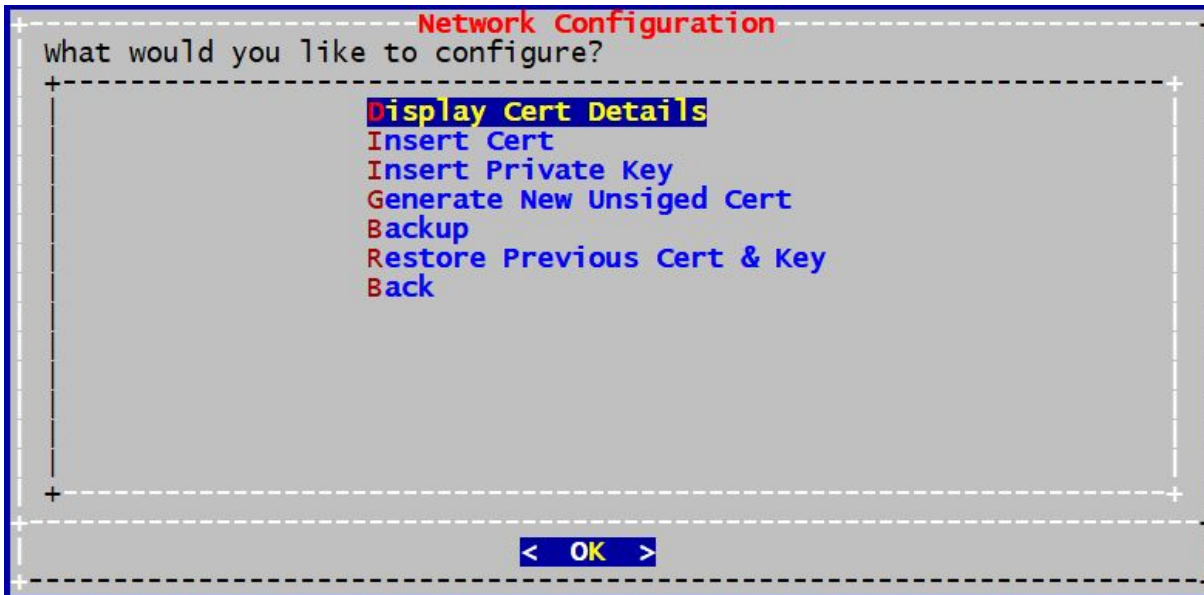 Network Configuration
What would you like to configure?
Display Cert Details
Insert Cert
Insert Private Key
Generate New Unsiged Cert
Backup
Restore Previous Cert & Key
Back
< OK >